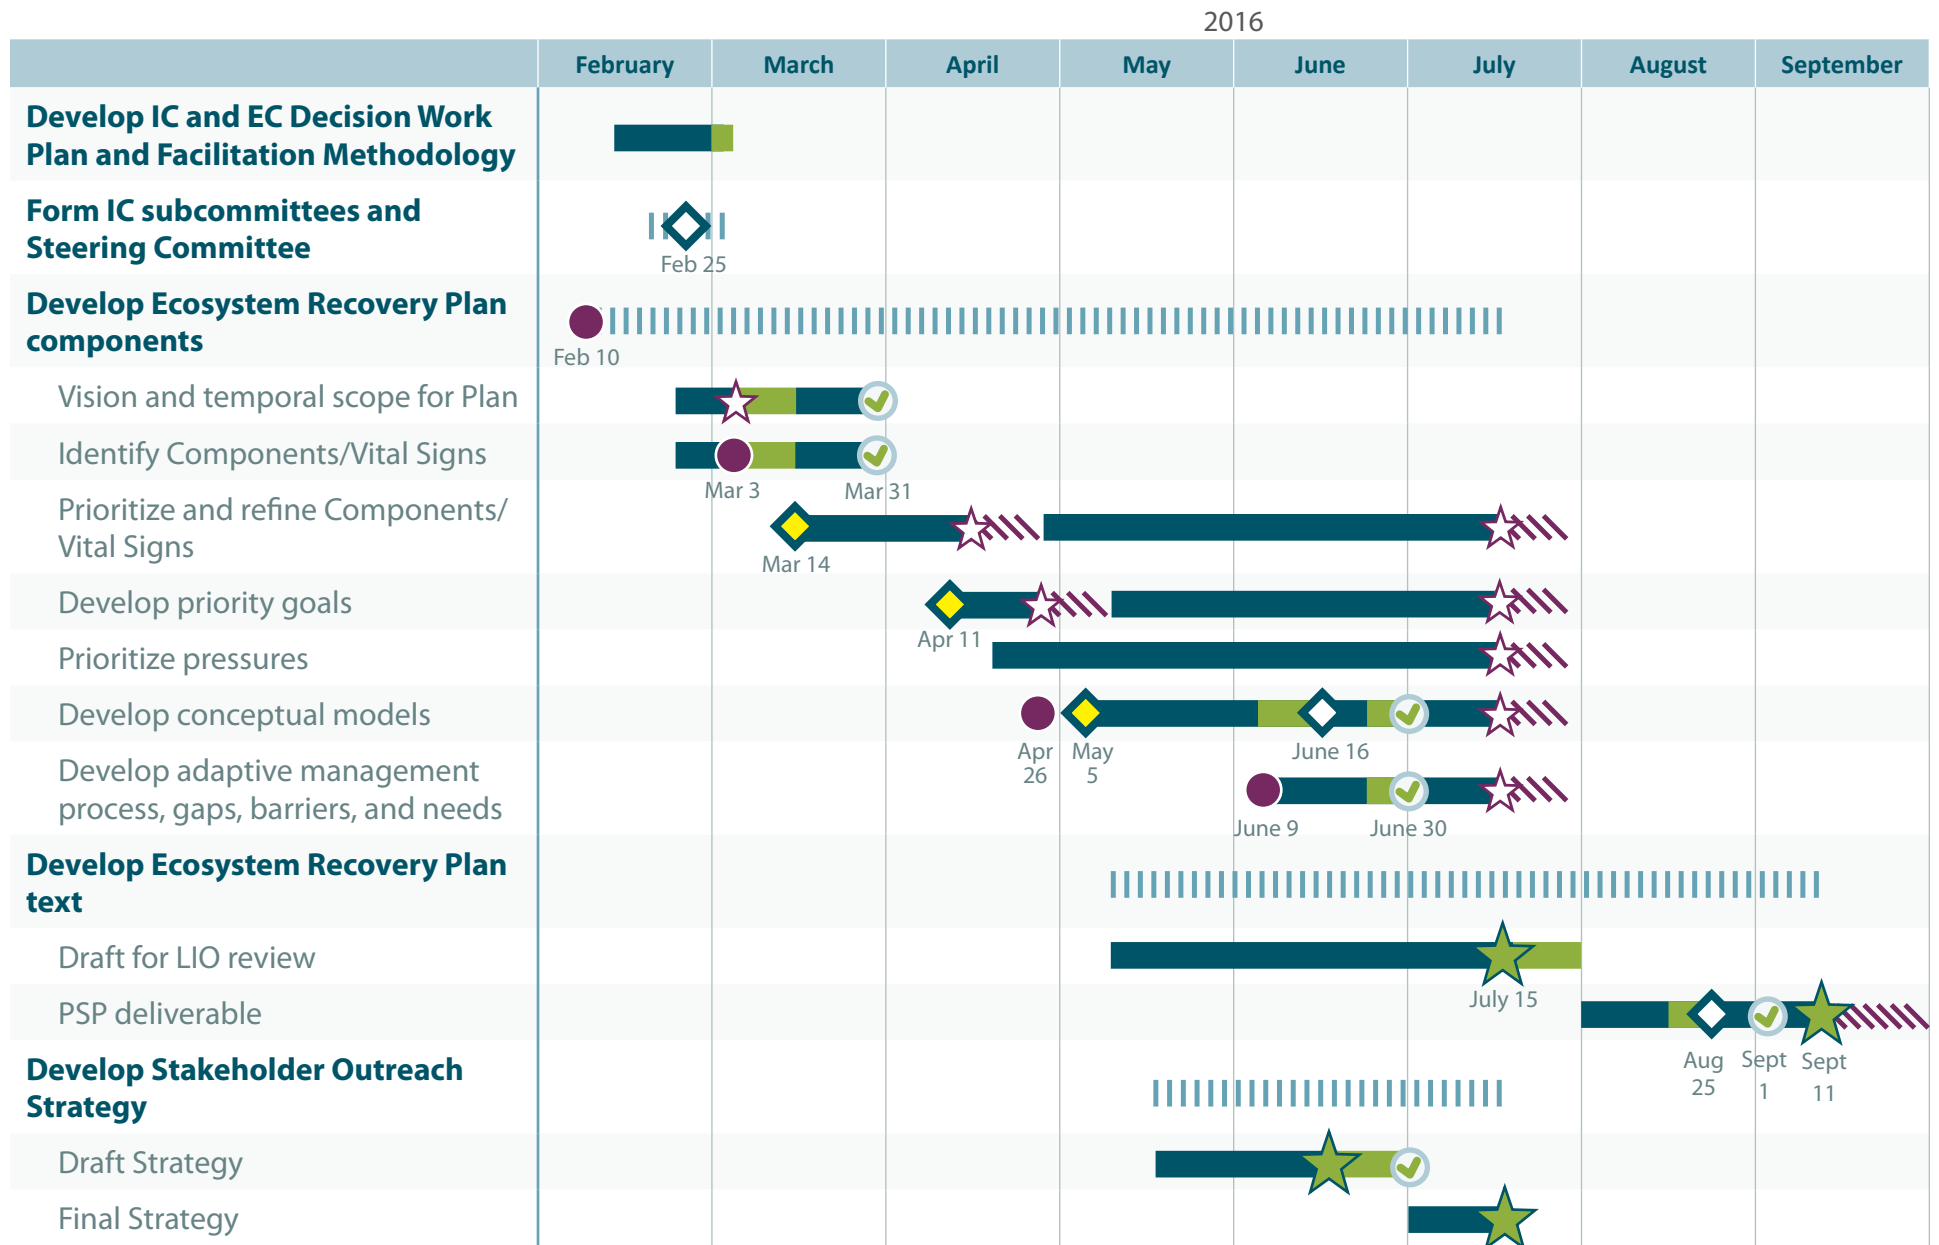 2016
February March April May June July August September
Develop IC and EC Decision Work
Plan and Facilitation Methodology
Form IC subcommittees and
Steering Committee
Feb 25
Develop Ecosystem Recovery Plan
components
Feb 10
Vision and temporal scope for Plan
Identify Components/Vital Signs
Mar 3 Mar 31
Prioritize and refine Components/
Vital Signs
Mar 14
Develop priority goals
Apr 11
Prioritize pressures
Develop conceptual models
Apr May June 16
26 5
Develop adaptive management
process, gaps, barriers, and needs
June 9 June 30
Develop Ecosystem Recovery Plan
text
Draft for LIO review
July 15
PSP deliverable
Aug Sept Sept
25 1 11
Develop Stakeholder Outreach
Strategy
Draft Strategy
Final Strategy